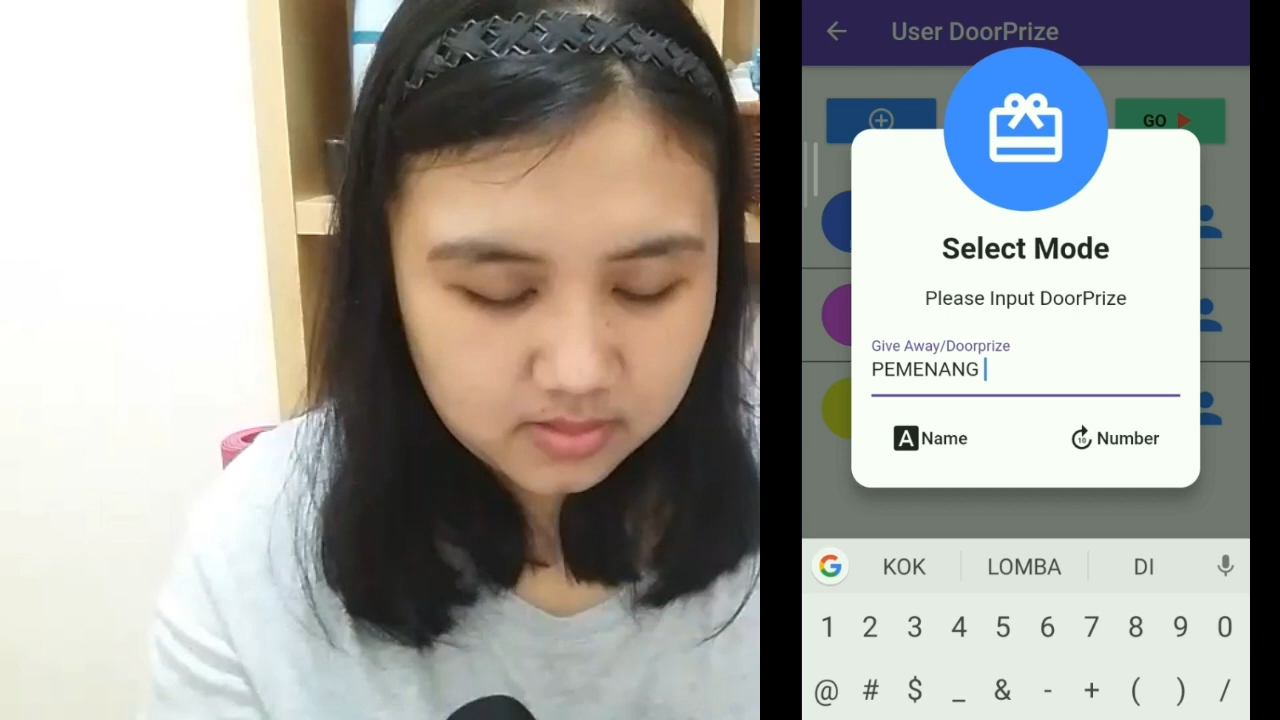 User DoorPrize
GO
Select Mode
Please Input DoorPrize
Give Away/Doorprize
PEMENANG
A Name
10 Number
G KOK LOMBA DI
1 2 3 4 5 6 7 8 9 0
@ # $ _ & - + ( ) /